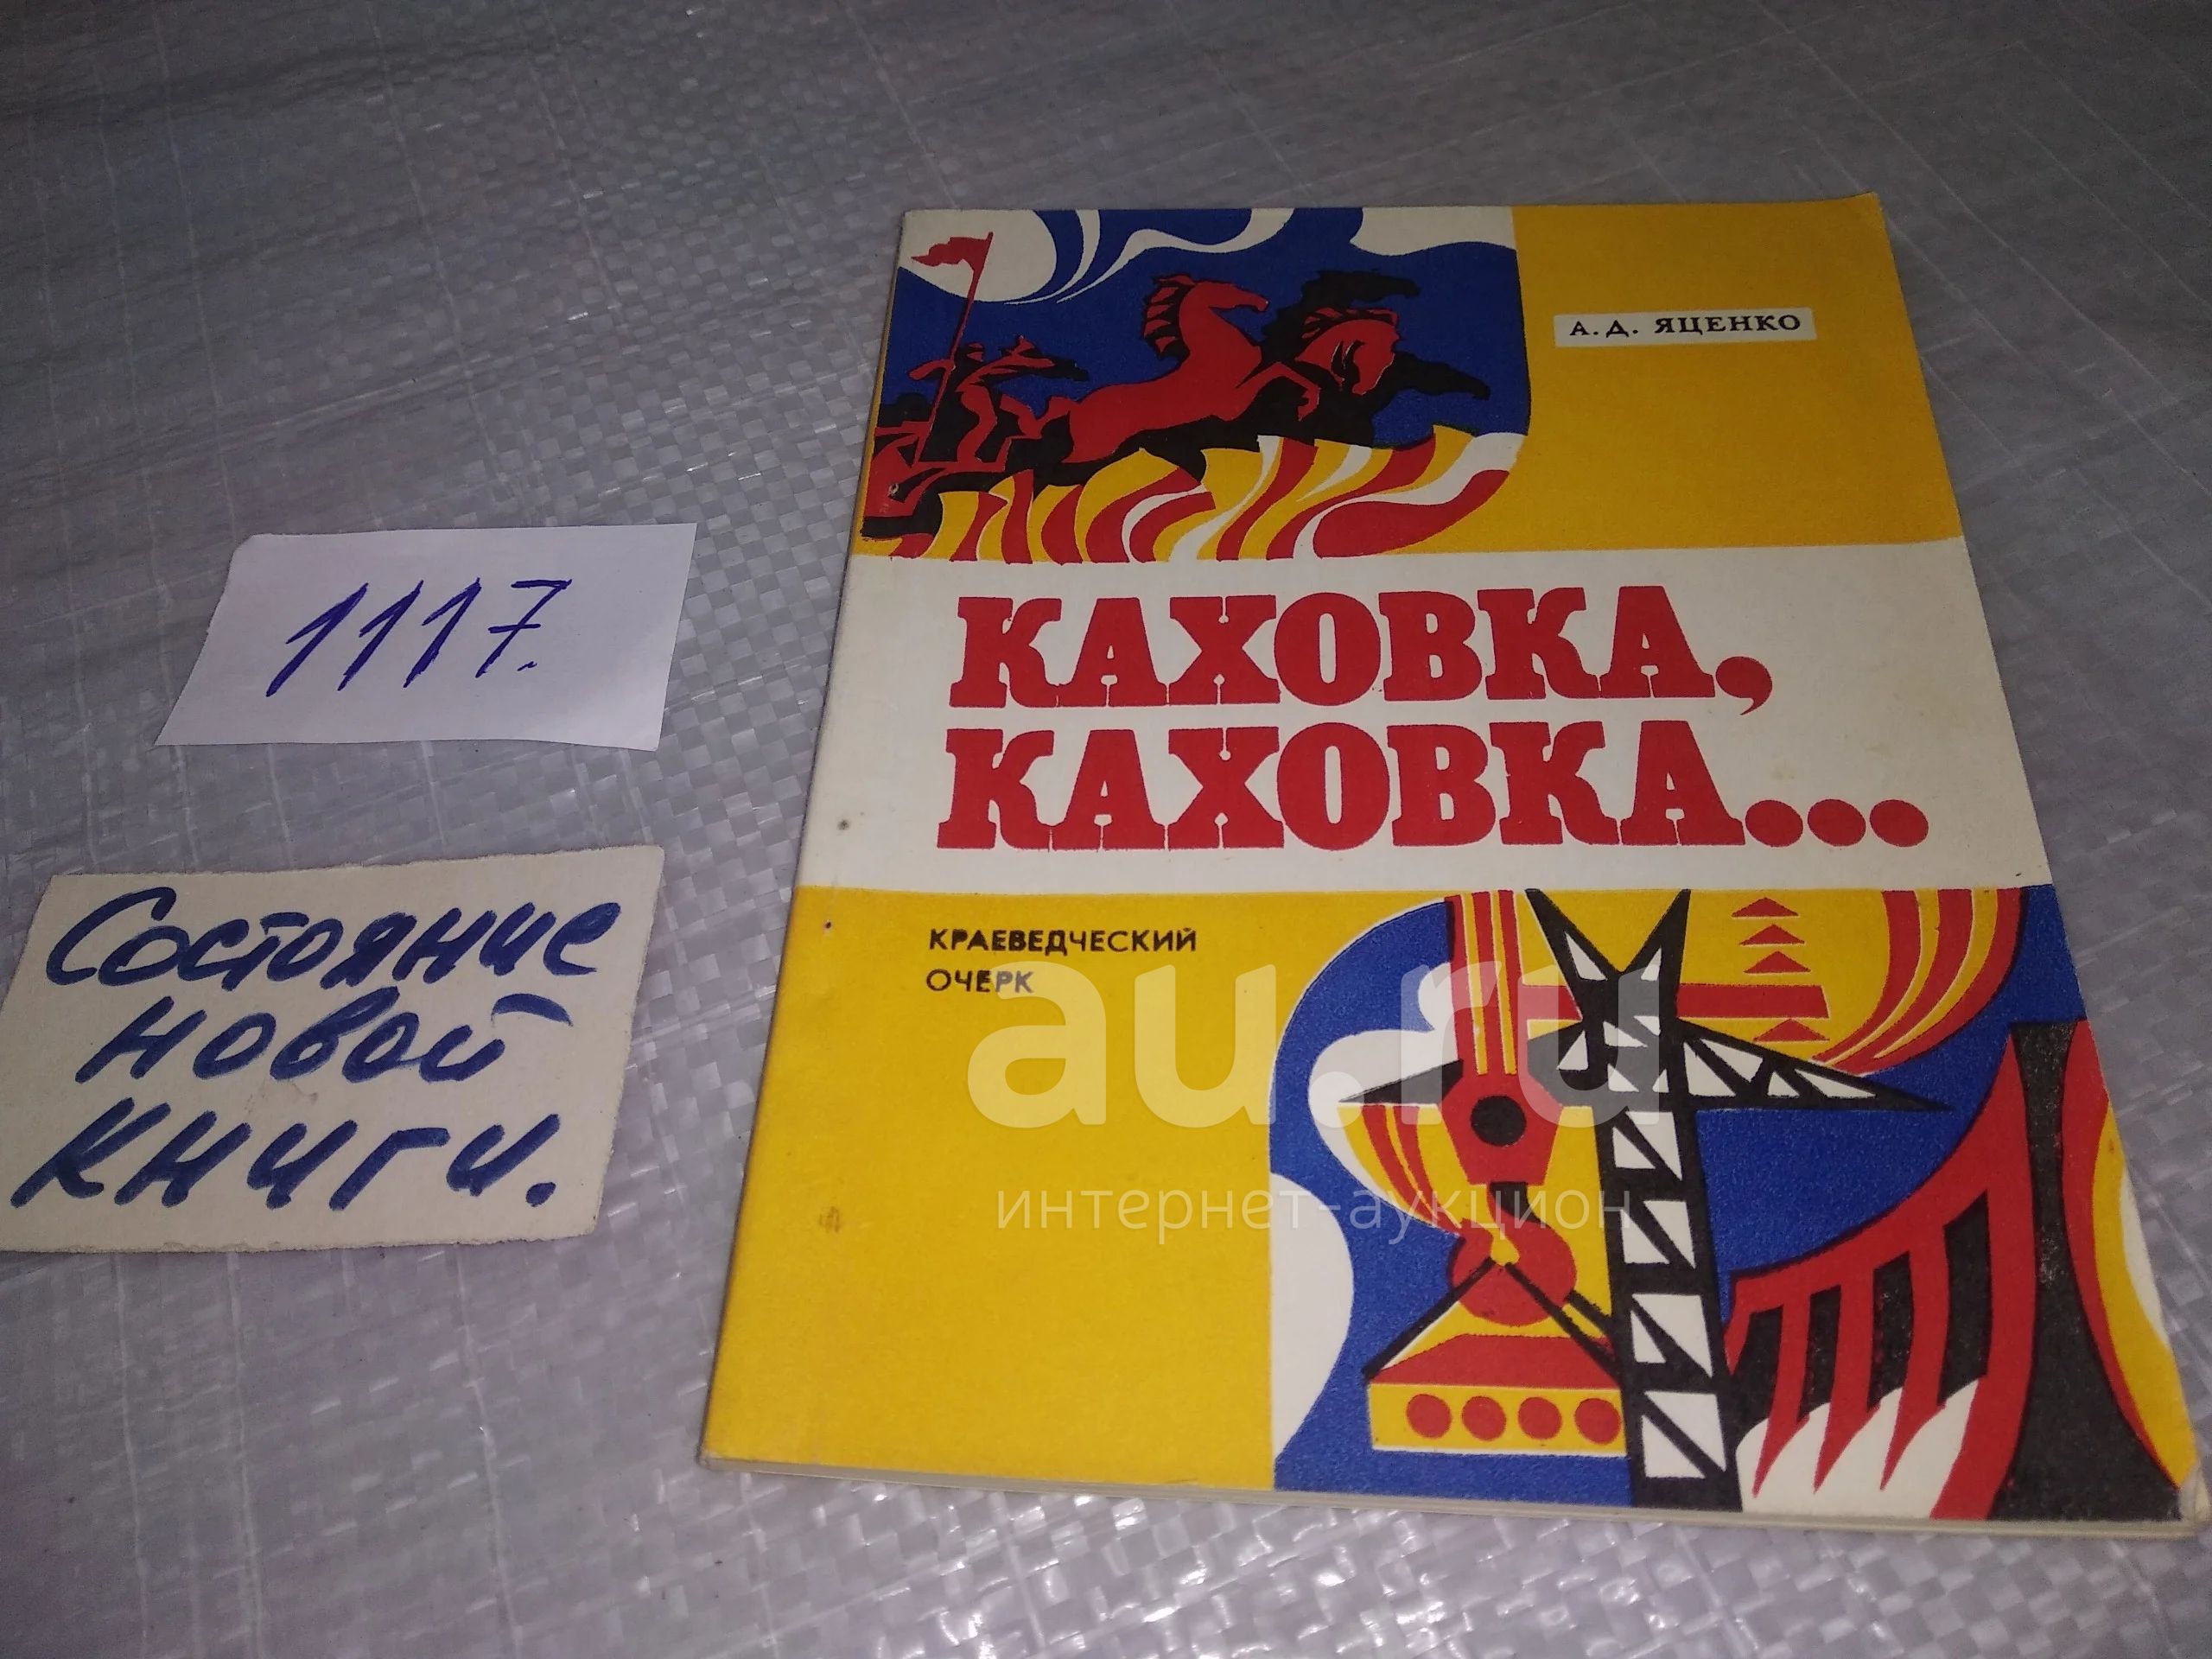 А. Д. ЯЦЕНКО
КАХОВКА,
КАХОВКА...
КРАЕВЕДЧЕСКИЙ
ОЧЕРК
1117.
Состояние
новой
книги.
au.ru
интернет-аукцион